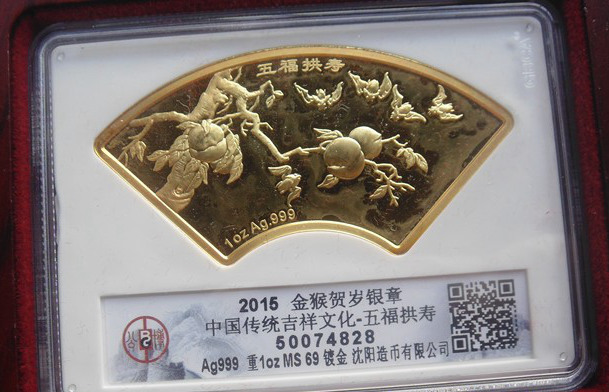 五福拱寿
1oz Ag.999
2015 金猴贺岁银章
中国传统吉祥文化-五福拱寿
50074828
Ag999 重1oz MS 69 镀金 沈阳造币有限公司